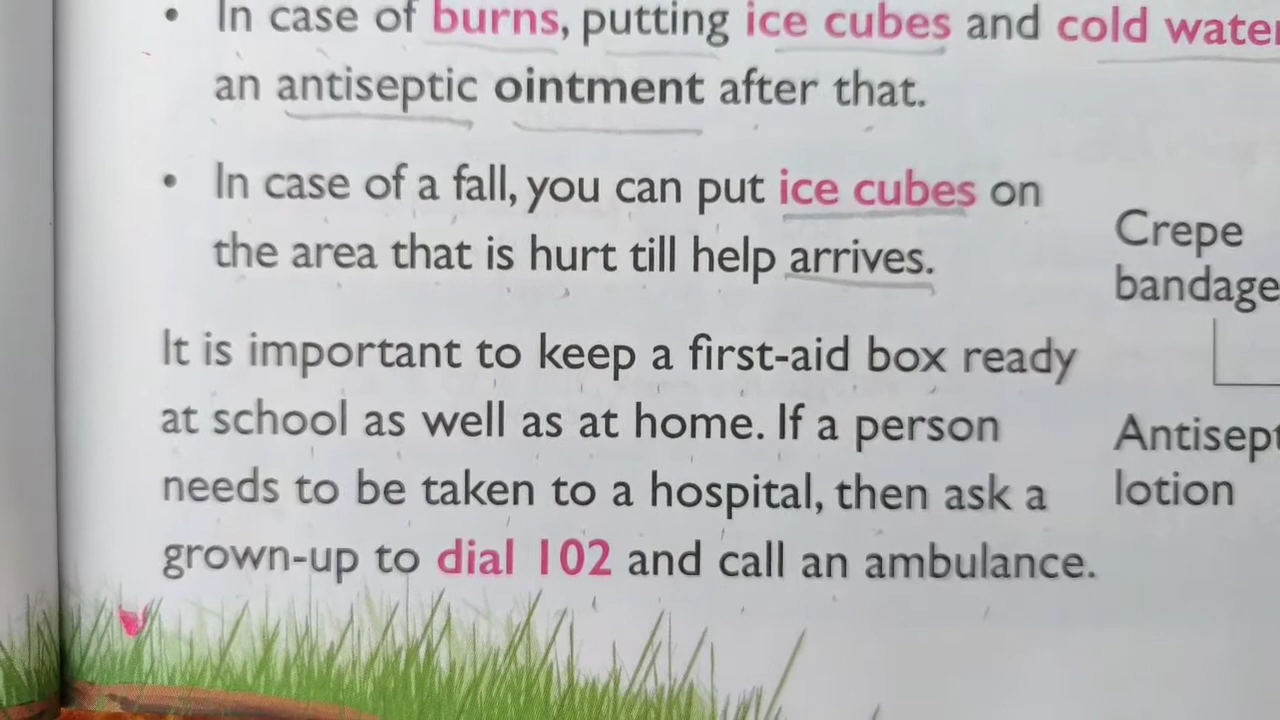 • In case of burns, putting ice cubes and cold water
an antiseptic ointment after that.
• In case of a fall, you can put ice cubes on
the area that is hurt till help arrives.
It is important to keep a first-aid box ready
at school as well as at home. If a person
needs to be taken to a hospital, then ask a
grown-up to dial 102 and call an ambulance.
Crepe
bandage
lotion